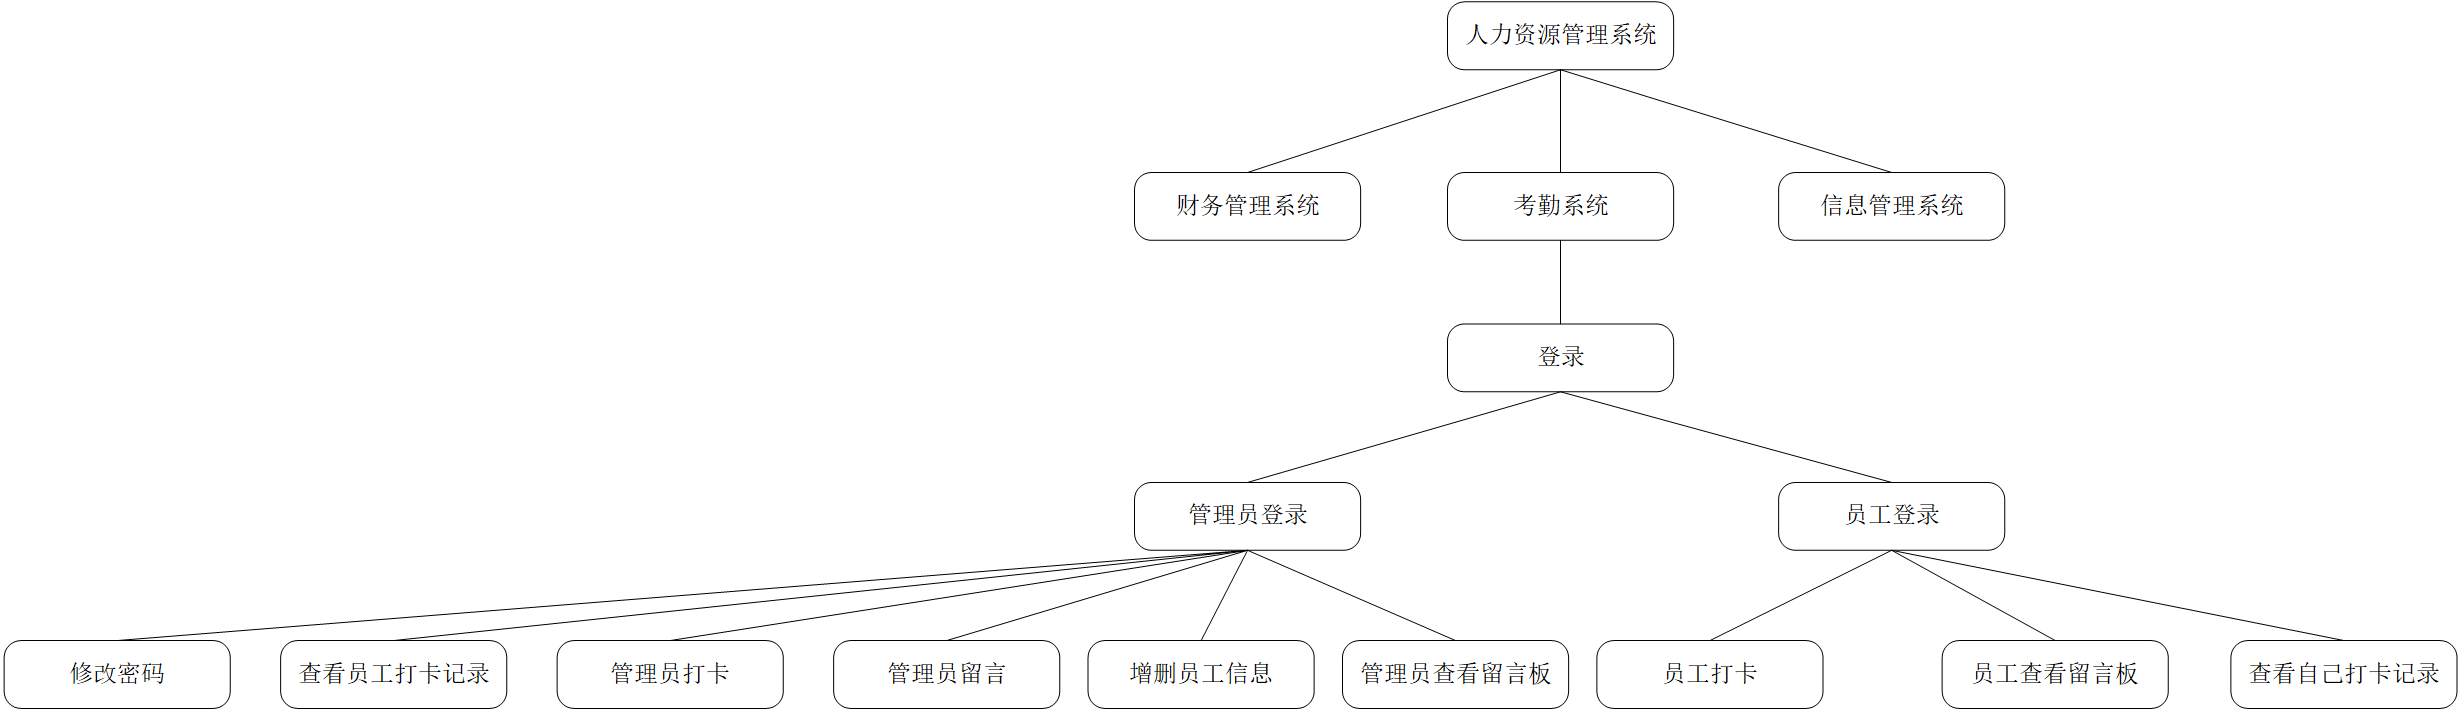 人力资源管理系统
财务管理系统
考勤系统
信息管理系统
登录
管理员登录
员工登录
修改密码
查看员工打卡记录
管理员打卡
管理员留言
增删员工信息
管理员查看留言板
员工打卡
员工查看留言板
查看自己打卡记录